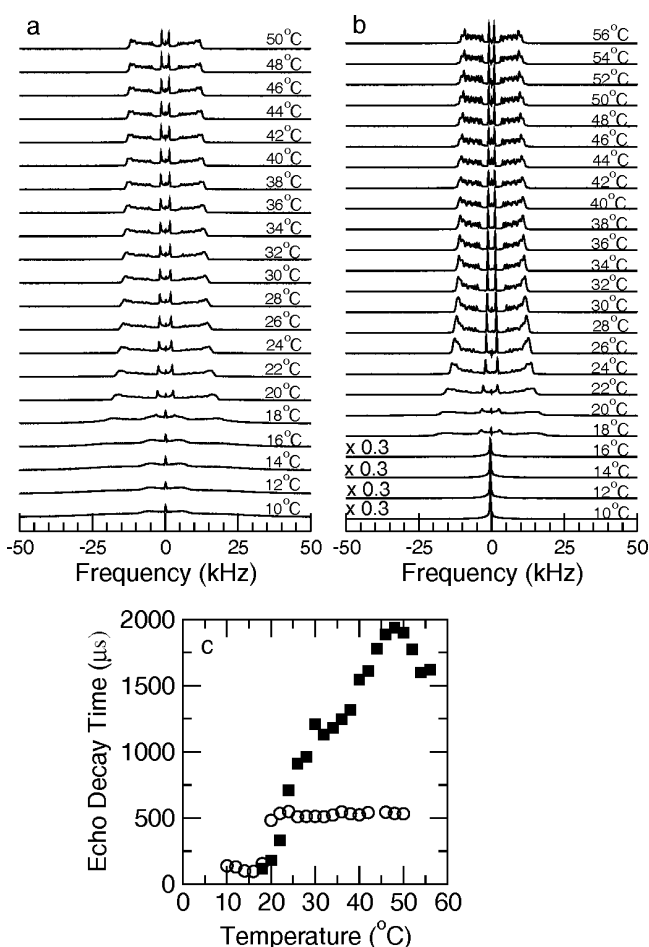 a
50°C
48°C
46°C
44°C
42°C
40°C
38°C
36°C
34°C
32°C
30°C
28°C
26°C
24°C
22°C
20°C
18°C
16°C
14°C
12°C
10°C
-50 -25 0 25 50
Frequency (kHz)
b
56°C
54°C
52°C
50°C
48°C
46°C
44°C
42°C
40°C
38°C
36°C
34°C
32°C
30°C
28°C
26°C
24°C
22°C
20°C
18°C
x 0.3 16°C
x 0.3 14°C
x 0.3 12°C
x 0.3 10°C
-50 -25 0 25 50
Frequency (kHz)
c
2000
1500
1000
500
0
Echo Decay Time (μs)
0 10 20 30 40 50 60
Temperature (°C)